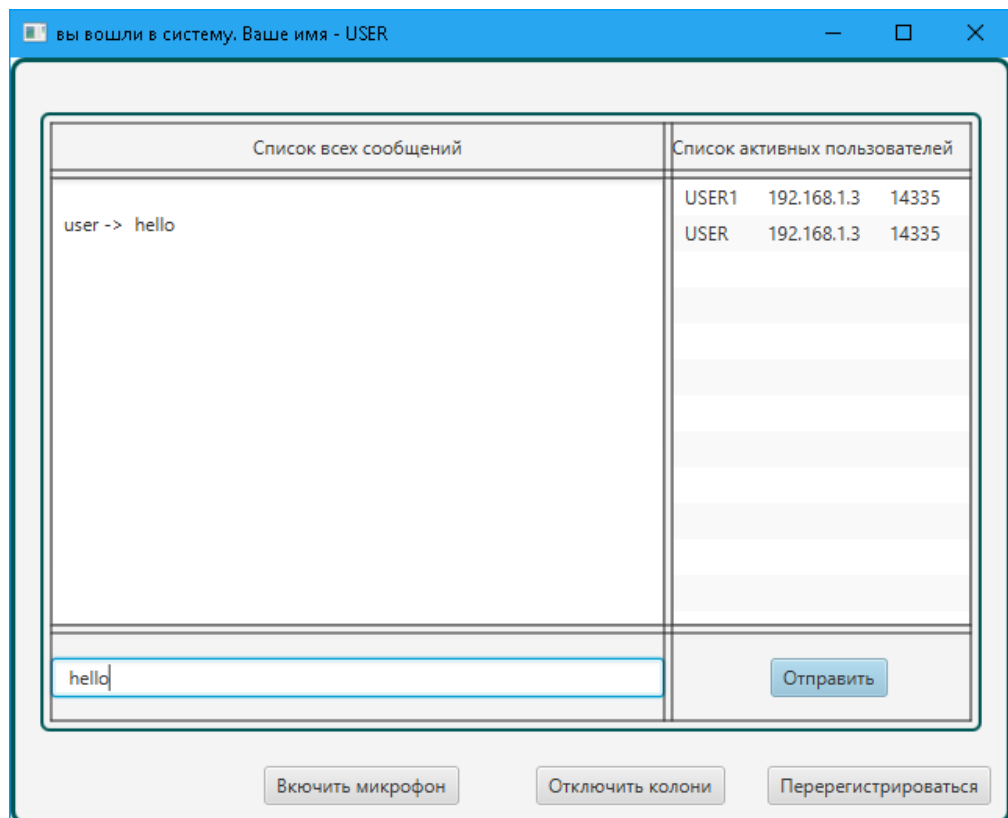 вы вошли в систему. Ваше имя - USER
Список всех сообщений
Список активных пользователей
user -> hello
USER1 192.168.1.3 14335
USER 192.168.1.3 14335
hello
Отправить
Вкючить микрофон
Отключить колони
Перерегистрироваться